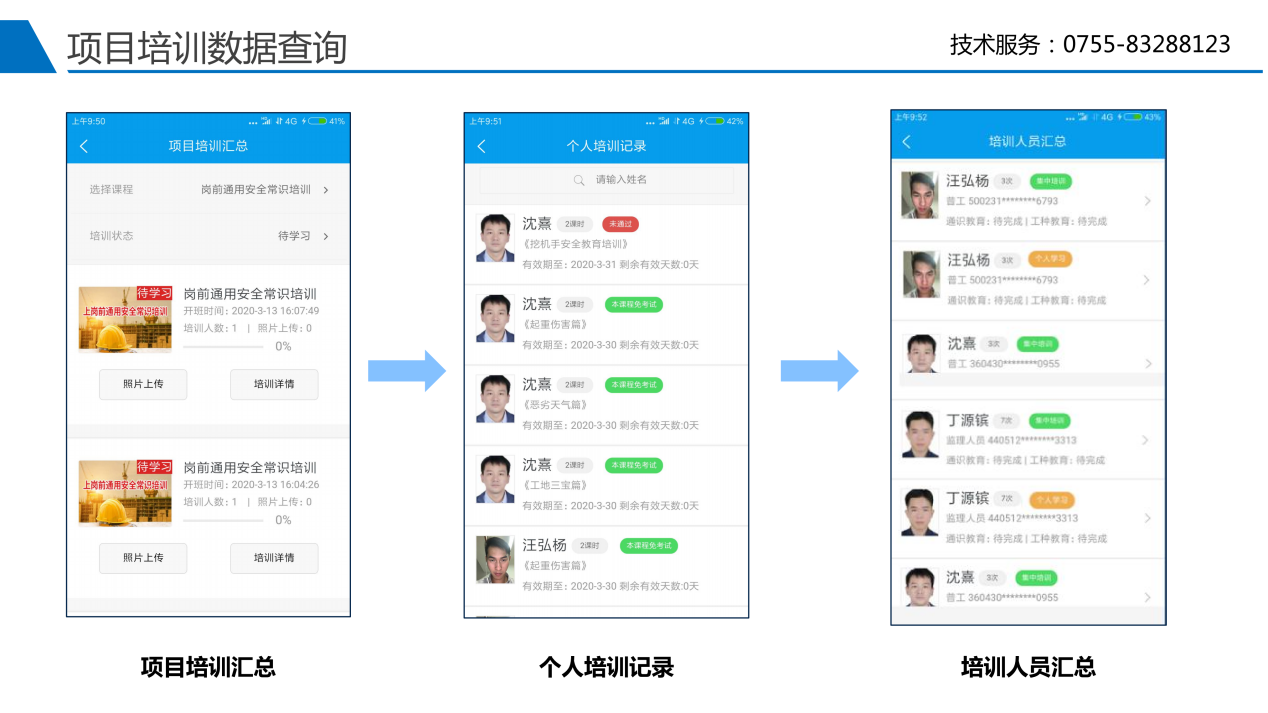 项目培训数据查询
技术服务：0755-83288123
上午9:50
4G
41%
项目培训汇总
选择课程
岗前通用安全常识培训
培训状态
待学习
待学习
上岗前通用安全常识培训
岗前通用安全常识培训
开班时间: 2020-3-13 16:07:49
培训人数: 1 | 照片上传: 0
0%
照片上传
培训详情
待学习
上岗前通用安全常识培训
岗前通用安全常识培训
开班时间: 2020-3-13 16:04:26
培训人数: 1 | 照片上传: 0
0%
照片上传
培训详情
项目培训汇总
上午9:51
4G
42%
个人培训记录
请输入姓名
沈熹 2课时 未通过
《挖机手安全教育培训》
有效期至: 2020-3-31 剩余有效天数:0天
沈熹 2课时 本课程免考试
《起重伤害篇》
有效期至: 2020-3-30 剩余有效天数:0天
沈熹 2课时 本课程免考试
《恶劣天气篇》
有效期至: 2020-3-30 剩余有效天数:0天
沈熹 2课时 本课程免考试
《工地三宝篇》
有效期至: 2020-3-30 剩余有效天数:0天
汪弘杨 2课时 本课程免考试
《起重伤害篇》
有效期至: 2020-3-30 剩余有效天数:0天
个人培训记录
上午9:52
4G
43%
培训人员汇总
汪弘杨 3次 集中培训
普工 500231********6793
通识教育: 待完成 | 工种教育: 待完成
汪弘杨 3次 个人学习
普工 500231********6793
通识教育: 待完成 | 工种教育: 待完成
沈熹 3次 集中培训
普工 360430********0955
丁源镔 7次 集中培训
监理人员 440512********3313
通识教育: 待完成 | 工种教育: 待完成
丁源镔 7次 个人学习
监理人员 440512********3313
通识教育: 待完成 | 工种教育: 待完成
沈熹 3次 集中培训
普工 360430********0955
培训人员汇总